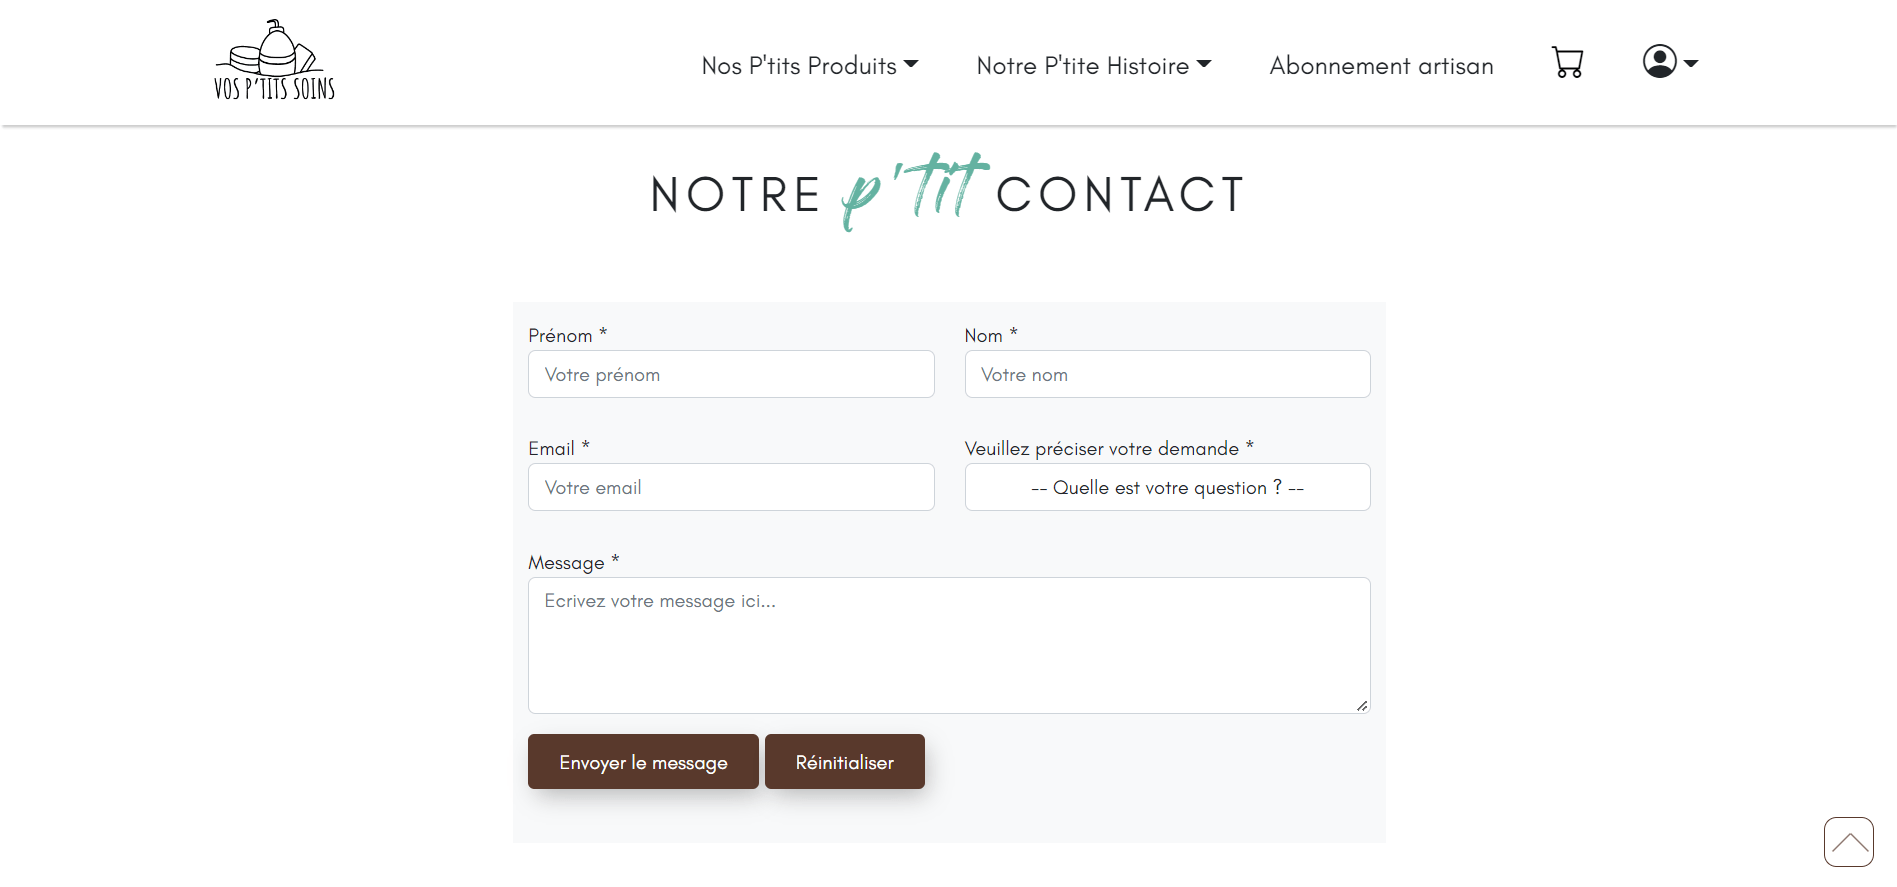 VOS P'TITS SOINS
Nos P'tits Produits
Notre P'tite Histoire
Abonnement artisan
NOTRE p'tit CONTACT
Prénom *
Nom *
Votre prénom
Votre nom
Email *
Veuillez préciser votre demande *
Votre email
-- Quelle est votre question ? --
Message *
Ecrivez votre message ici...
Envoyer le message
Réinitialiser